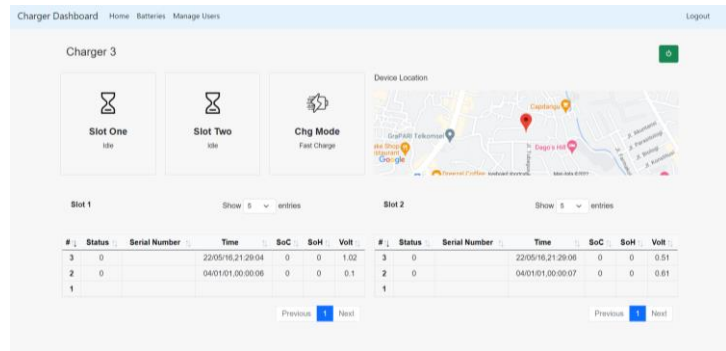 Charger Dashboard Home Batteries Manage Users Logout
Charger 3
Device Location
Slot One
Idle
Slot Two
Idle
Chg Mode
Fast Charge
Capitangu
GraPARI Telkomsel
Dago's roll
Google
Slot 1 Show 5 entries
# Status Serial Number Time SoC SoH Volt
3 0 22/05/16,21:29:04 0 0 1.02
2 0 04/01/01,00:00:06 0 0 0.1
1
Previous 1 Next
Slot 2 Show 5 entries
# Status Serial Number Time SoC SoH Volt
3 0 22/05/16,21:29:06 0 0 0.51
2 0 04/01/01,00:00:07 0 0 0.61
1
Previous 1 Next